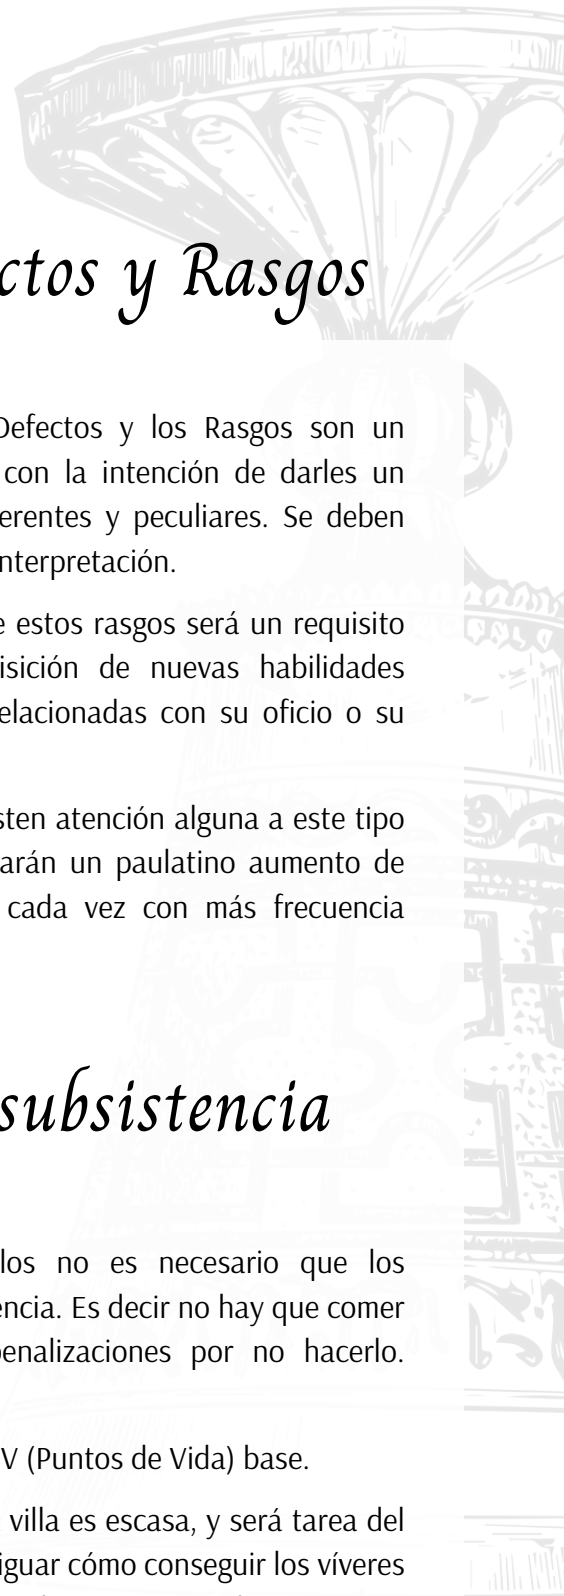 ctos y Rasgos
Defectos y los Rasgos son un
con la intención de darles un
erentes y peculiares. Se deben
nterpretación.
e estos rasgos será un requisito
isición de nuevas habilidades
elacionadas con su oficio o su
sten atención alguna a este tipo
arán un paulatino aumento de
cada vez con más frecuencia
subsistencia
los no es necesario que los
encia. Es decir no hay que comer
penalizaciones por no hacerlo.
V (Puntos de Vida) base.
villa es escasa, y será tarea del
iguar cómo conseguir los víveres